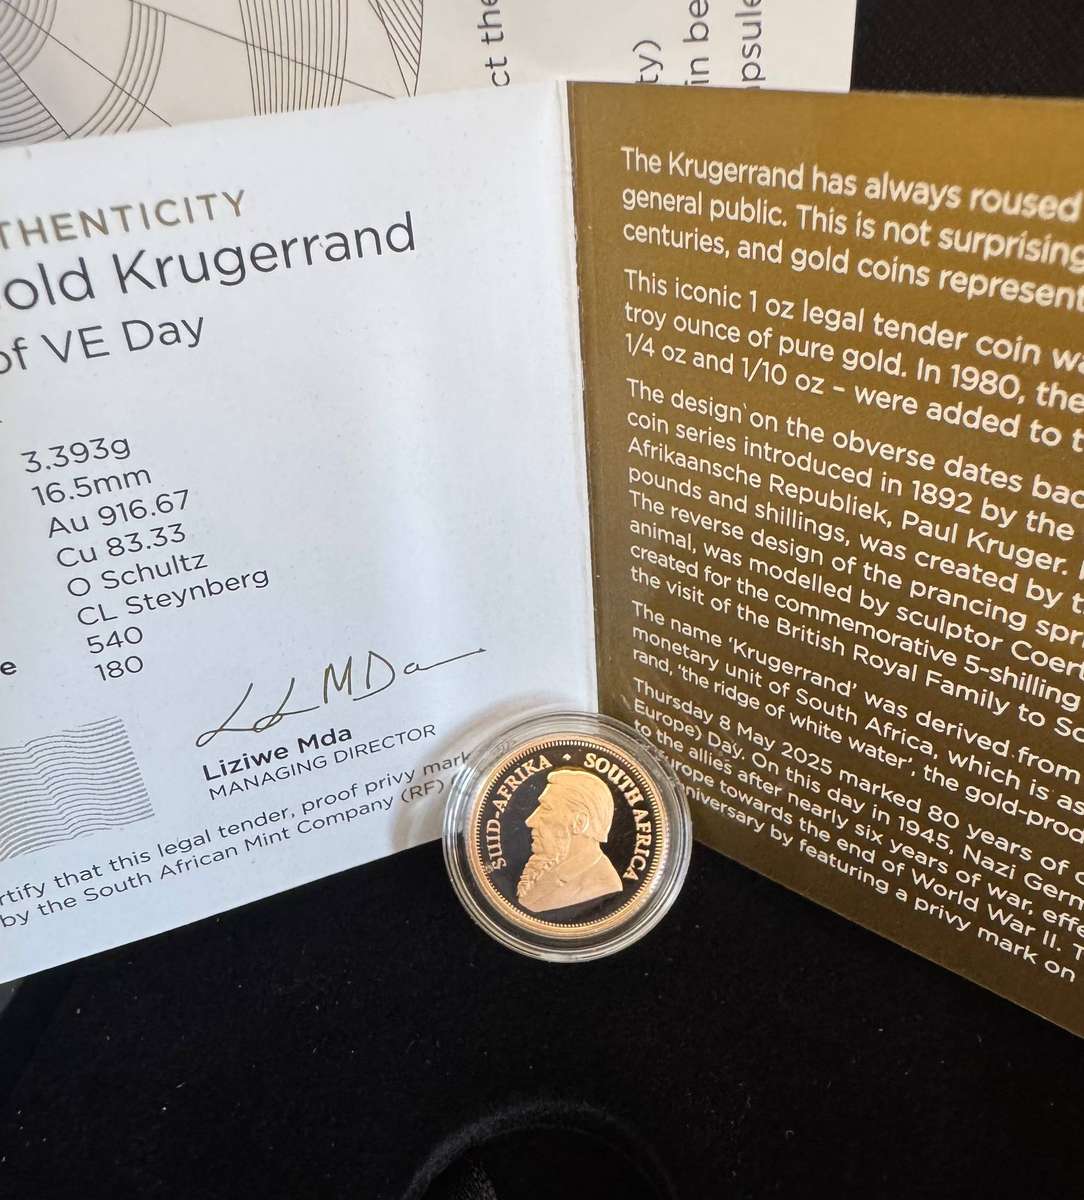 ct the
ty)
in be
psule
THENTICITY
old Krugerrand
of VE Day
3.393g
16.5mm
Au 916.67
Cu 83.33
O Schultz
CL Steynberg
540
e 180
Liziwe Mda
MANAGING DIRECTOR
rtify that this legal tender, proof privy mark
by the South African Mint Company (RF)
The Krugerrand has always roused
general public. This is not surprising
centuries, and gold coins represent
This iconic 1 oz legal tender coin wa
troy ounce of pure gold. In 1980, the
1/4 oz and 1/10 oz – were added to t
The design on the obverse dates bac
coin series introduced in 1892 by the
Afrikaansche Republiek, Paul Kruger.
pounds and shillings, was created by t
The reverse design of the prancing spr
animal, was modelled by sculptor Coen
created for the commemorative 5-shilling
the visit of the British Royal Family to So
The name 'Krugerrand' was derived from
monetary unit of South Africa, which is as
rand, 'the ridge of white water', the gold-prod
Thursday 8 May 2025 marked 80 years of
Europe) Day. On this day in 1945, Nazi Germ
to the allies after nearly six years of war, effe
urope towards the end of World War II. T
niversary by featuring a privy mark on
SUID-AFRIKA • SOUTH AFRICA